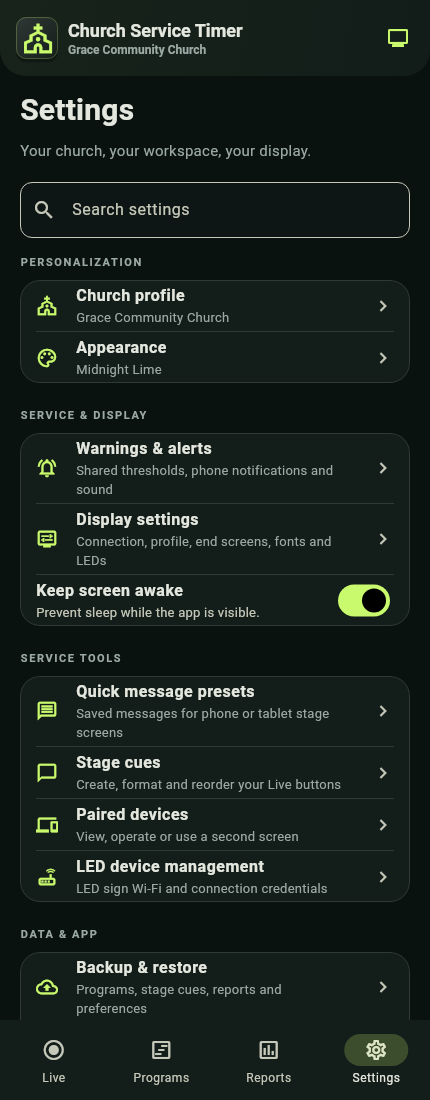 Church Service Timer
Grace Community Church
Settings
Your church, your workspace, your display.
Search settings
PERSONALIZATION
Church profile
Grace Community Church
Appearance
Midnight Lime
SERVICE & DISPLAY
Warnings & alerts
Shared thresholds, phone notifications and
sound
Display settings
Connection, profile, end screens, fonts and
LEDs
Keep screen awake
Prevent sleep while the app is visible.
SERVICE TOOLS
Quick message presets
Saved messages for phone or tablet stage
screens
Stage cues
Create, format and reorder your Live buttons
Paired devices
View, operate or use a second screen
LED device management
LED sign Wi-Fi and connection credentials
DATA & APP
Backup & restore
Programs, stage cues, reports and
preferences
Live
Programs
Reports
Settings